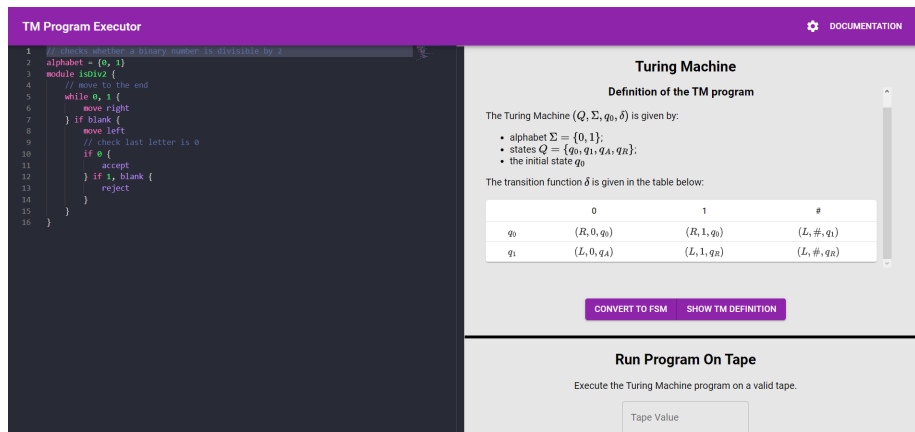 TM Program Executor
DOCUMENTATION
1 // checks whether a binary number is divisible by 2
2 alphabet = {0, 1}
3 module isDiv2 {
4 // move to the end
5 while 0, 1 {
6 move right
7 } if blank {
8 move left
9 // check last letter is 0
10 if 0 {
11 accept
12 } if 1, blank {
13 reject
14 }
15 }
16 }
Turing Machine
Definition of the TM program
The Turing Machine (Q, Σ, q₀, δ) is given by:
• alphabet Σ = {0, 1};
• states Q = {q₀, q₁, q_A, q_R};
• the initial state q₀
The transition function δ is given in the table below:
0 1 #
q₀ (R, 0, q₀) (R, 1, q₀) (L, #, q₁)
q₁ (L, 0, q_A) (L, 1, q_R) (L, #, q_R)
CONVERT TO FSM SHOW TM DEFINITION
Run Program On Tape
Execute the Turing Machine program on a valid tape.
Tape Value